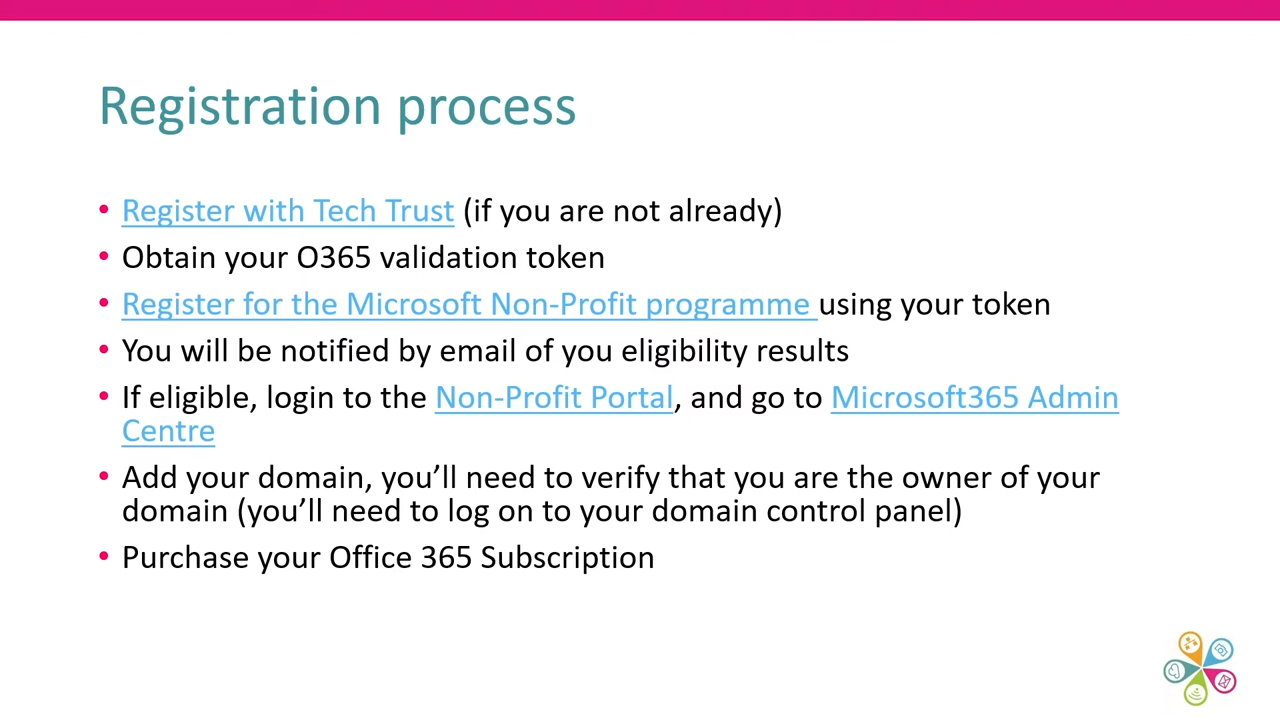 Registration process
• Register with Tech Trust (if you are not already)
• Obtain your O365 validation token
• Register for the Microsoft Non-Profit programme using your token
• You will be notified by email of you eligibility results
• If eligible, login to the Non-Profit Portal, and go to Microsoft365 Admin
Centre
• Add your domain, you’ll need to verify that you are the owner of your
domain (you’ll need to log on to your domain control panel)
• Purchase your Office 365 Subscription